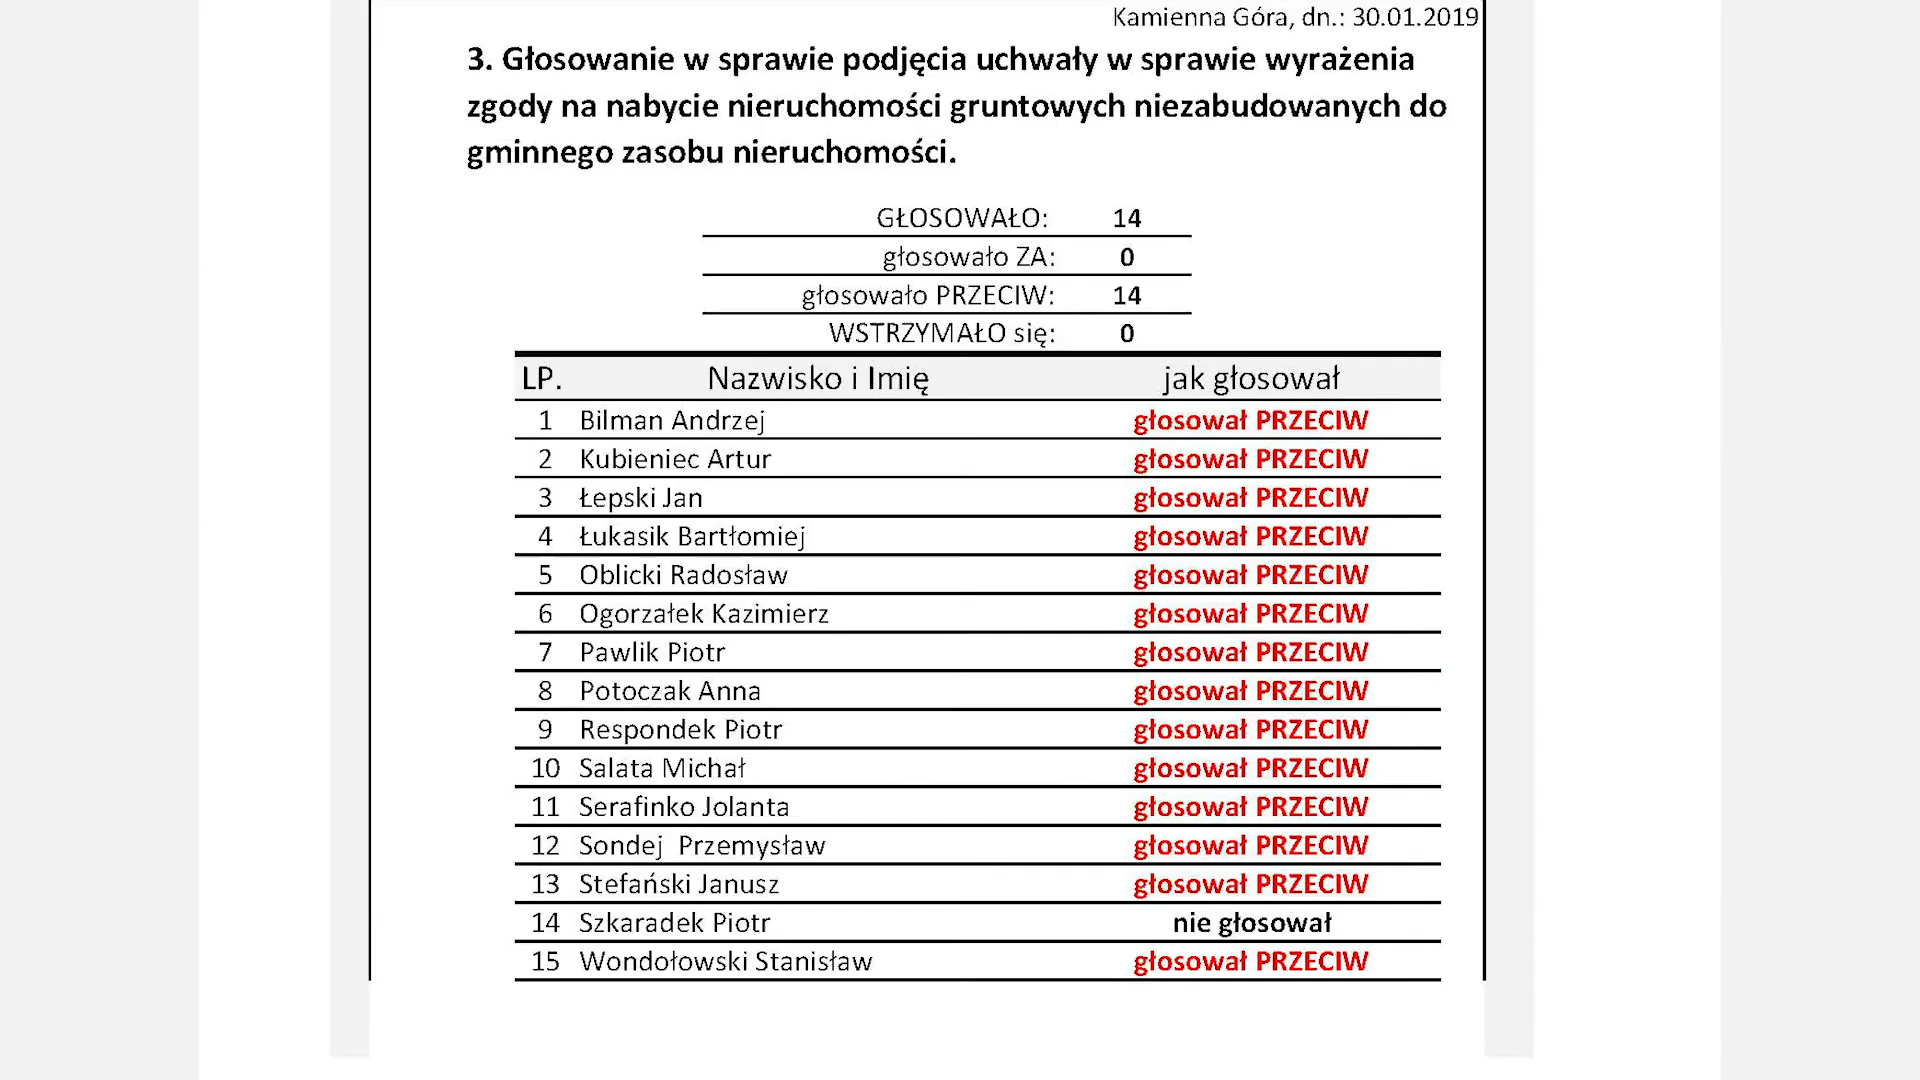 Kamienna Góra, dn.: 30.01.2019
3. Głosowanie w sprawie podjęcia uchwały w sprawie wyrażenia
zgody na nabycie nieruchomości gruntowych niezabudowanych do
gminnego zasobu nieruchomości.
GŁOSOWAŁO: 14
głosowało ZA: 0
głosowało PRZECIW: 14
WSTRZYMAŁO się: 0
LP. Nazwisko i Imię jak głosował
1 Bilman Andrzej głosował PRZECIW
2 Kubieniec Artur głosował PRZECIW
3 Łepski Jan głosował PRZECIW
4 Łukasik Bartłomiej głosował PRZECIW
5 Oblicki Radosław głosował PRZECIW
6 Ogorzałek Kazimierz głosował PRZECIW
7 Pawlik Piotr głosował PRZECIW
8 Potoczak Anna głosował PRZECIW
9 Respondek Piotr głosował PRZECIW
10 Salata Michał głosował PRZECIW
11 Serafinko Jolanta głosował PRZECIW
12 Sondej  Przemysław głosował PRZECIW
13 Stefański Janusz głosował PRZECIW
14 Szkaradek Piotr nie głosował
15 Wondołowski Stanisław głosował PRZECIW